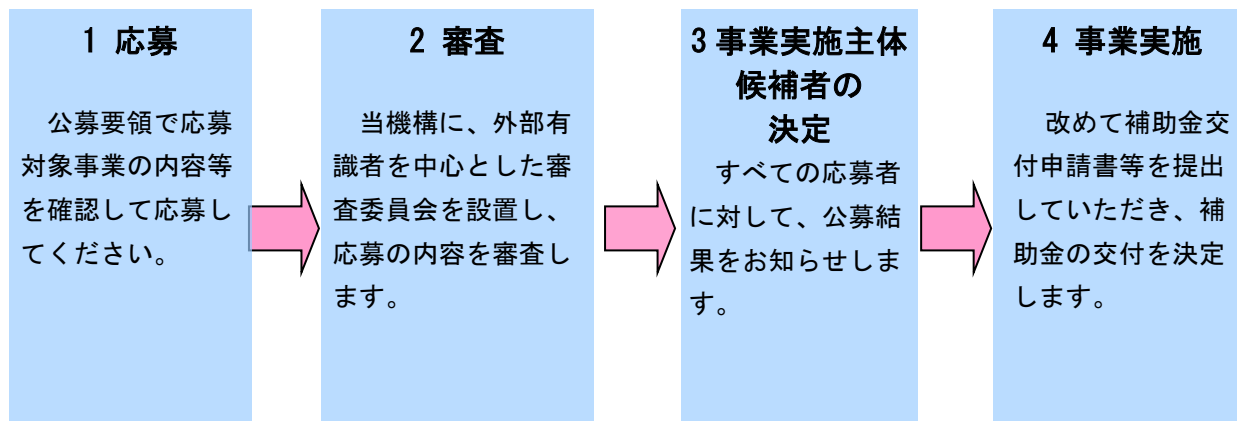 1 応募
公募要領で応募
対象事業の内容等
を確認して応募し
てください。
2 審査
当機構に、外部有
識者を中心とした審
査委員会を設置し、
応募の内容を審査し
ます。
3 事業実施主体
候補者の
決定
すべての応募者
に対して、公募結
果をお知らせしま
す。
4 事業実施
改めて補助金交
付申請書等を提出
していただき、補
助金の交付を決定
します。